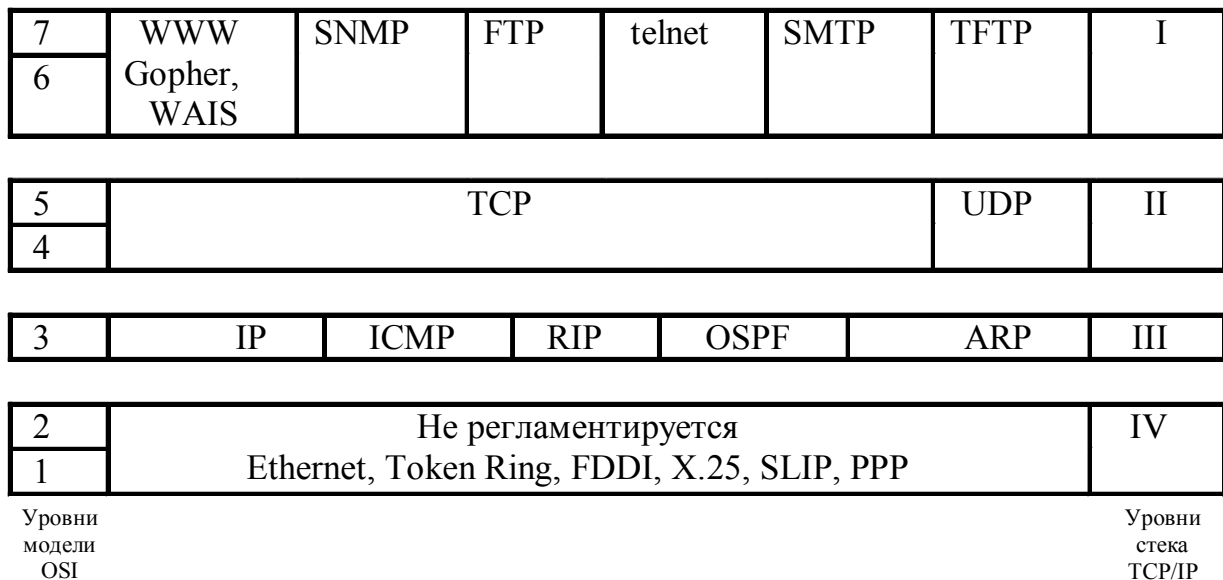 7 WWW SNMP FTP telnet SMTP TFTP I
6 Gopher,
WAIS
5 TCP UDP II
4
3 IP ICMP RIP OSPF ARP III
2 Не регламентируется IV
1 Ethernet, Token Ring, FDDI, X.25, SLIP, PPP
Уровни Уровни
модели стека
OSI TCP/IP